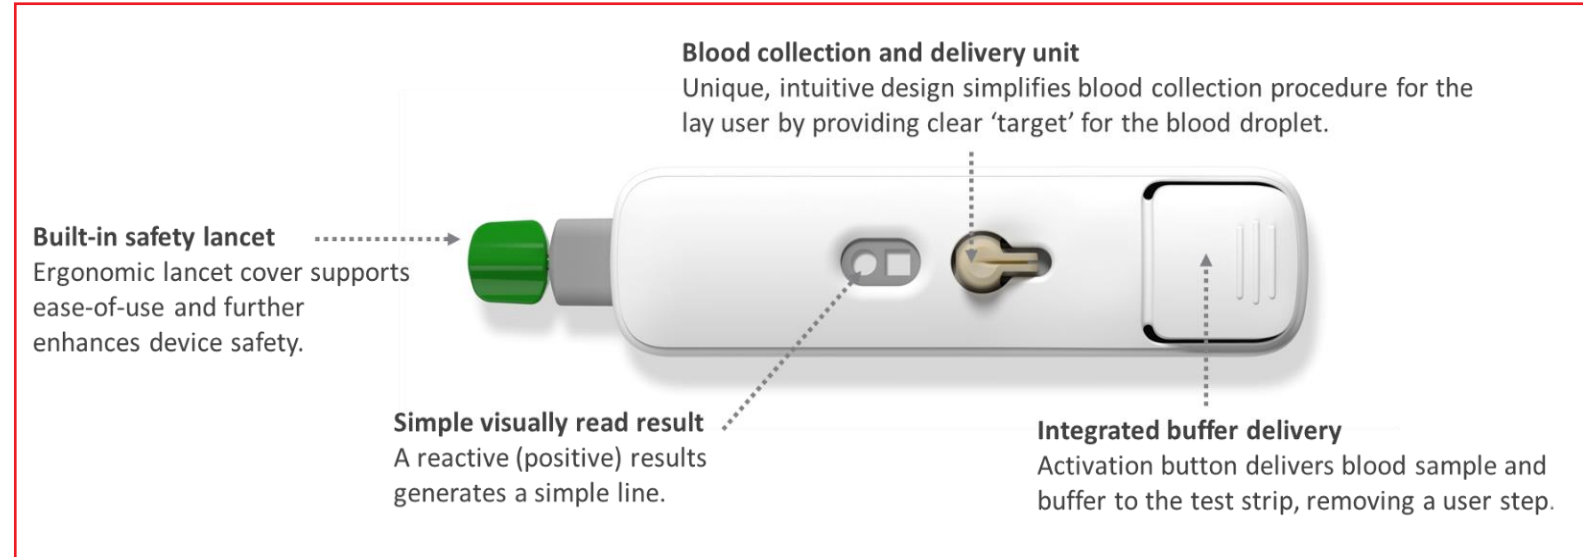 Blood collection and delivery unit
Unique, intuitive design simplifies blood collection procedure for the
lay user by providing clear ‘target’ for the blood droplet.
Built-in safety lancet
Ergonomic lancet cover supports
ease-of-use and further
enhances device safety.
Simple visually read result
A reactive (positive) results
generates a simple line.
Integrated buffer delivery
Activation button delivers blood sample and
buffer to the test strip, removing a user step.